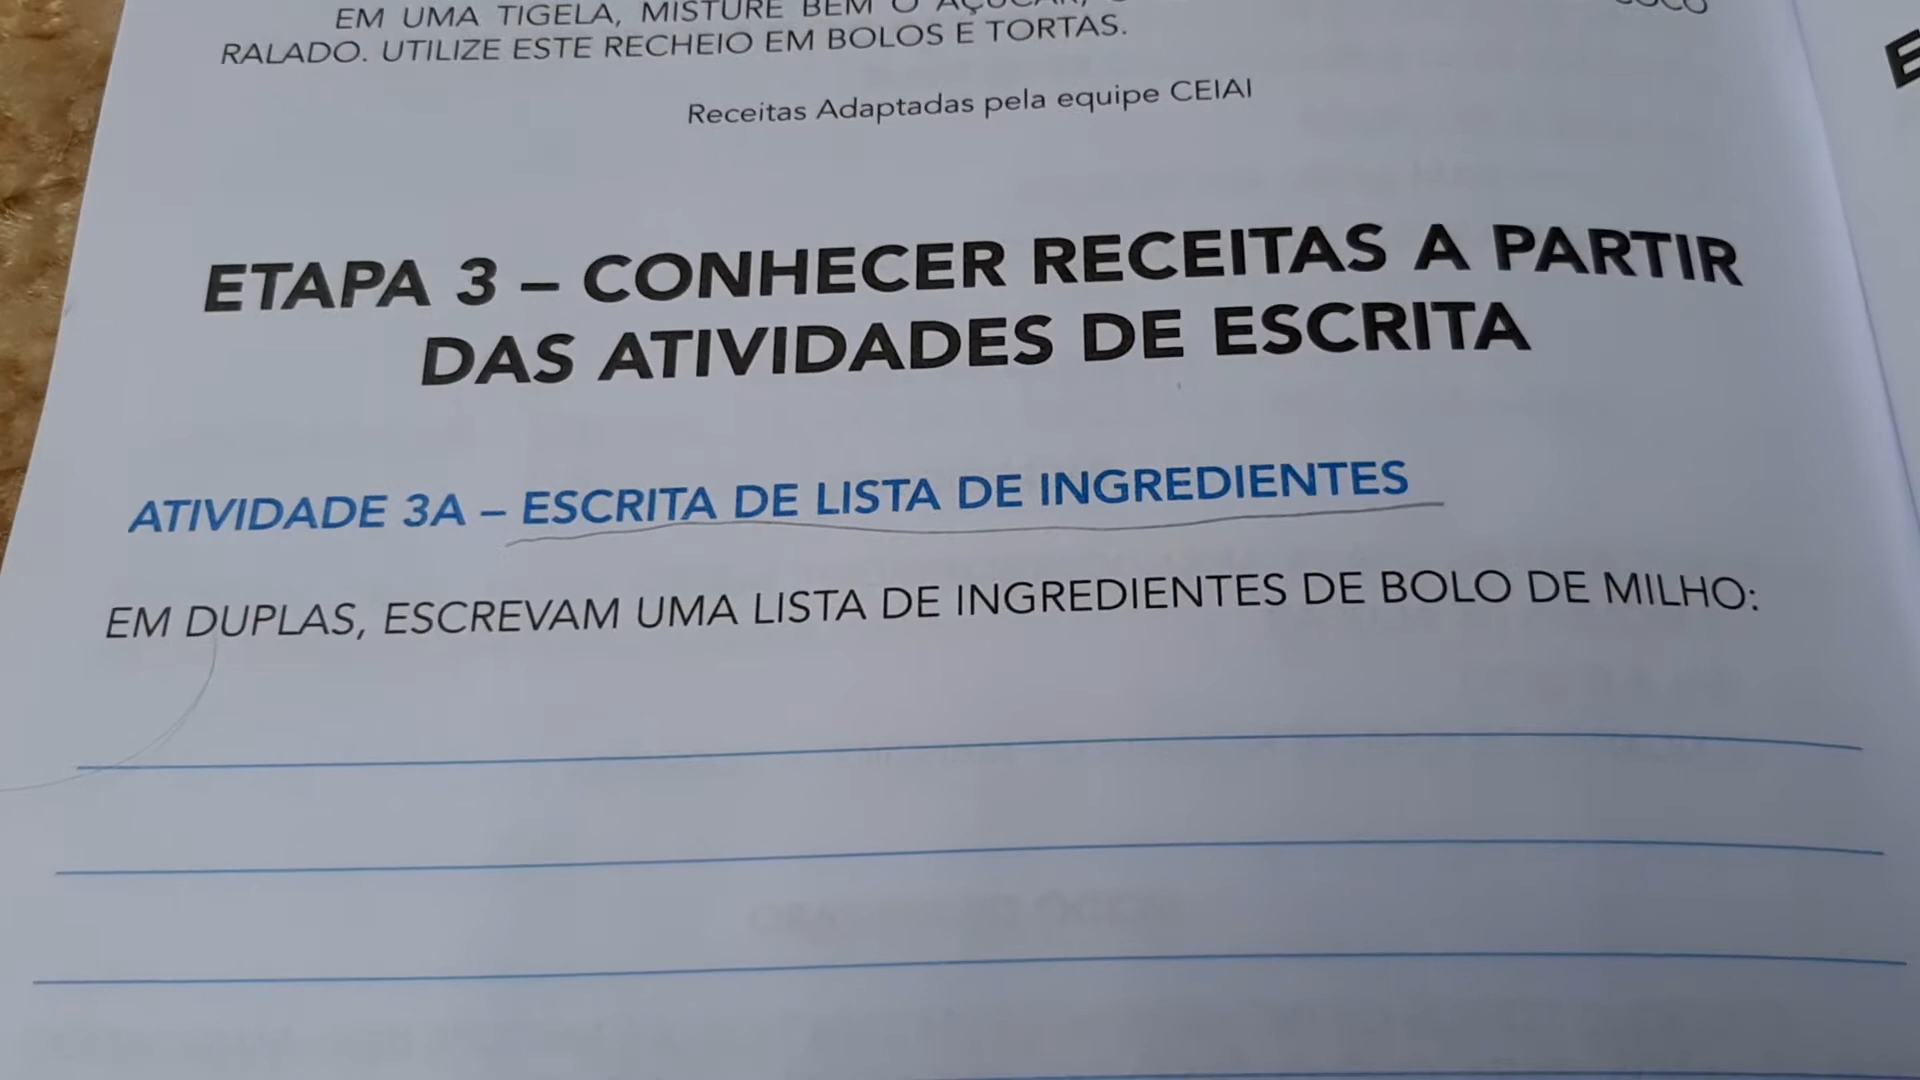 EM UMA TIGELA, MISTURE BEM O AÇÚCAR,
COCO
RALADO. UTILIZE ESTE RECHEIO EM BOLOS E TORTAS.
Receitas Adaptadas pela equipe CEIAI
ETAPA 3 – CONHECER RECEITAS A PARTIR
DAS ATIVIDADES DE ESCRITA
ATIVIDADE 3A – ESCRITA DE LISTA DE INGREDIENTES
EM DUPLAS, ESCREVAM UMA LISTA DE INGREDIENTES DE BOLO DE MILHO: